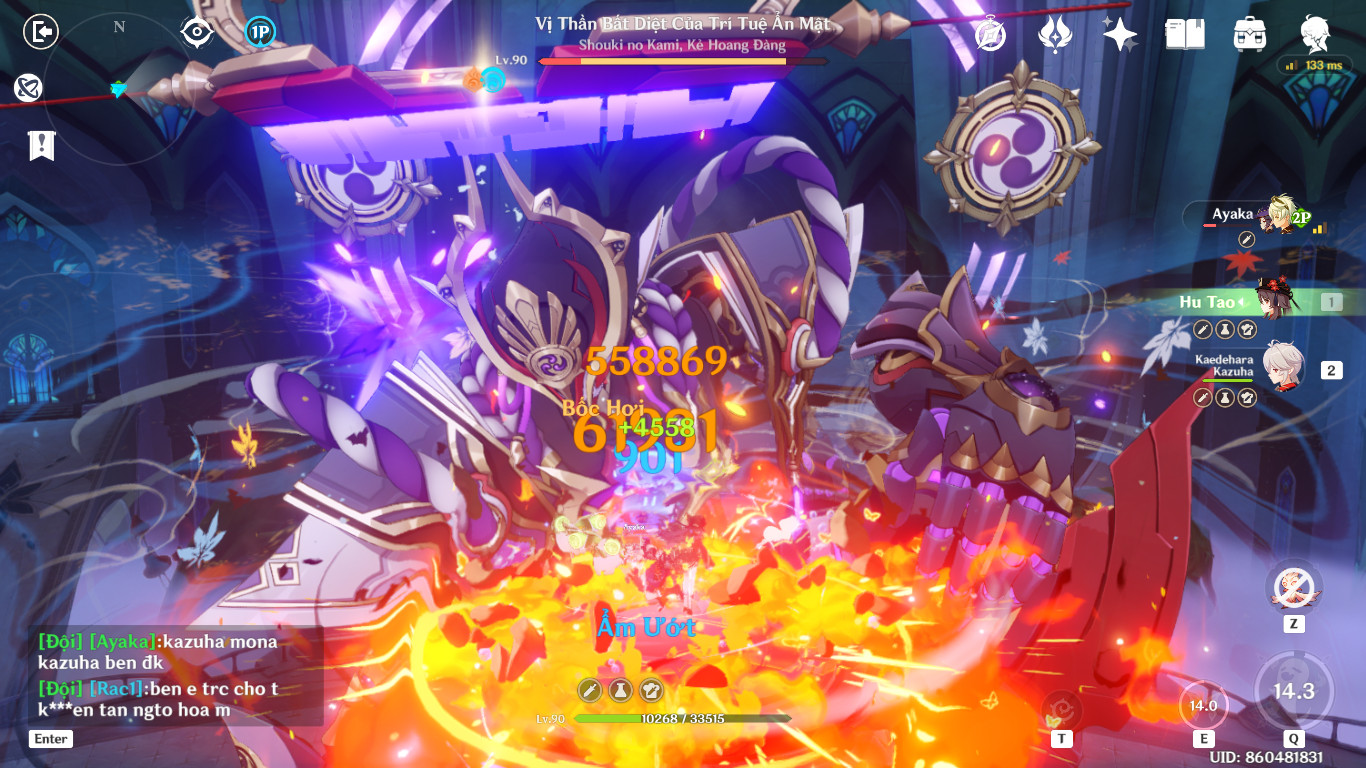 N
1P
Vị Thần Bất Diệt Của Trí Tuệ Ẩn Mật
Shouki no Kami, Kẻ Hoang Đàng
Lv.90
133 ms
Ayaka
2P
Hu Tao
1
Kaedehara
Kazuha
2
558869
Bốc Hơi
61981
+4558
901
Ayaka
Ẩm Ướt
[Đội] [Ayaka]:kazuha mona
kazuha ben đk
[Đội] [Rac1]:ben e trc cho t
k***en tan ngto hoa m
Enter
Lv.90
10268 / 33515
Z
14.3
14.0
T
E
Q
UID: 860481831